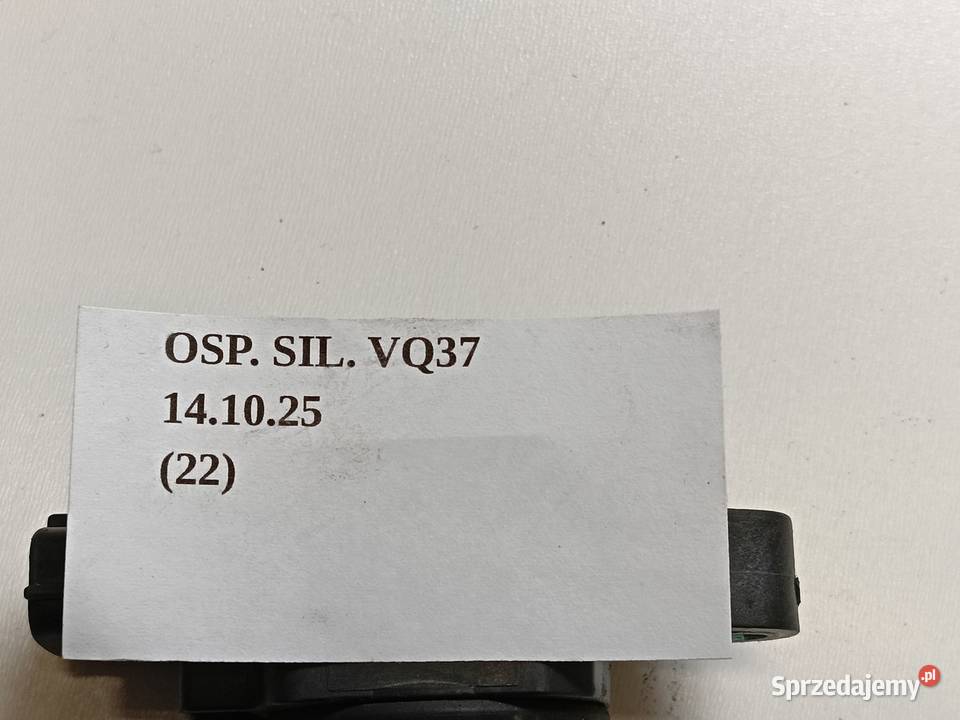 OSP. SIL. VQ37
14.10.25
(22)
Sprzedajemy.pl